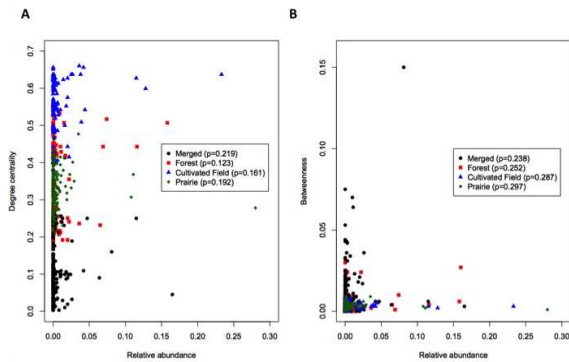 A
B
0.7
0.6
0.5
0.4
0.3
0.2
0.1
0.0
Degree centrality
Merged (p=0.219)
Forest (p=0.123)
Cultivated Field (p=0.161)
Prairie (p=0.192)
0.00 0.05 0.10 0.15 0.20 0.25 0.30
Relative abundance
0.15
0.10
0.05
0.00
Betweenness
Merged (p=0.238)
Forest (p=0.252)
Cultivated Field (p=0.287)
Prairie (p=0.297)
0.00 0.05 0.10 0.15 0.20 0.25 0.30
Relative abundance